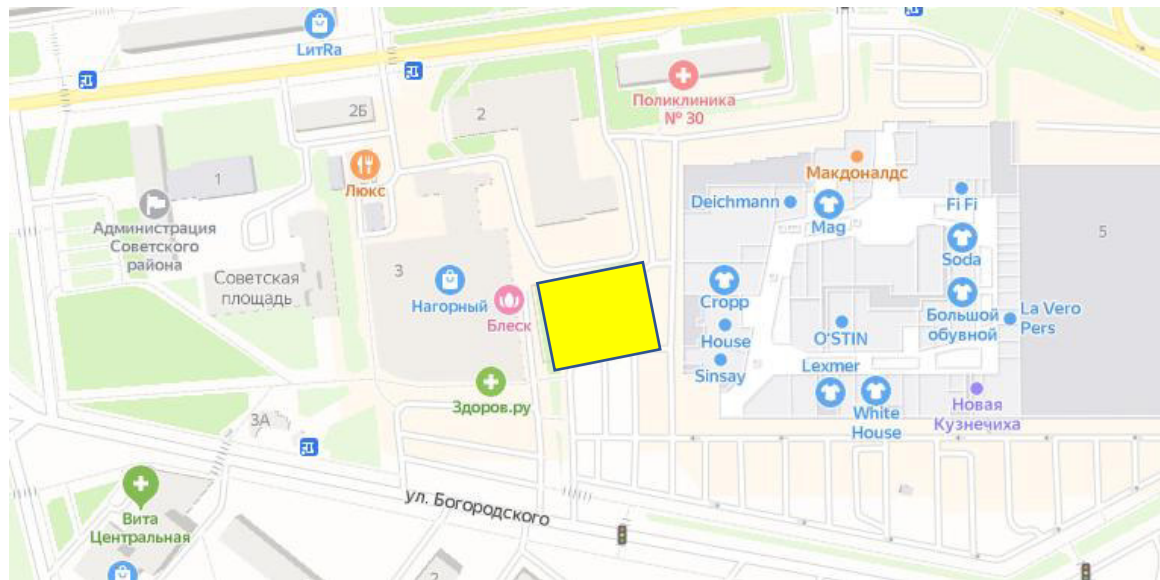 ЛитRa
2Б
2
Поликлиника
№ 30
Люкс
1
Макдоналдс
Deichmann
Mag
Fi Fi
5
Администрация
Советского
района
Советская
площадь
3
Нагорный
Блеск
Soda
Cropp
House
Sinsay
O'STIN
Большой
обувной
La Vero
Pers
Lexmer
White
House
Новая
Кузнечиха
Здоров.ру
3А
Вита
Центральная
ул. Богородского
2